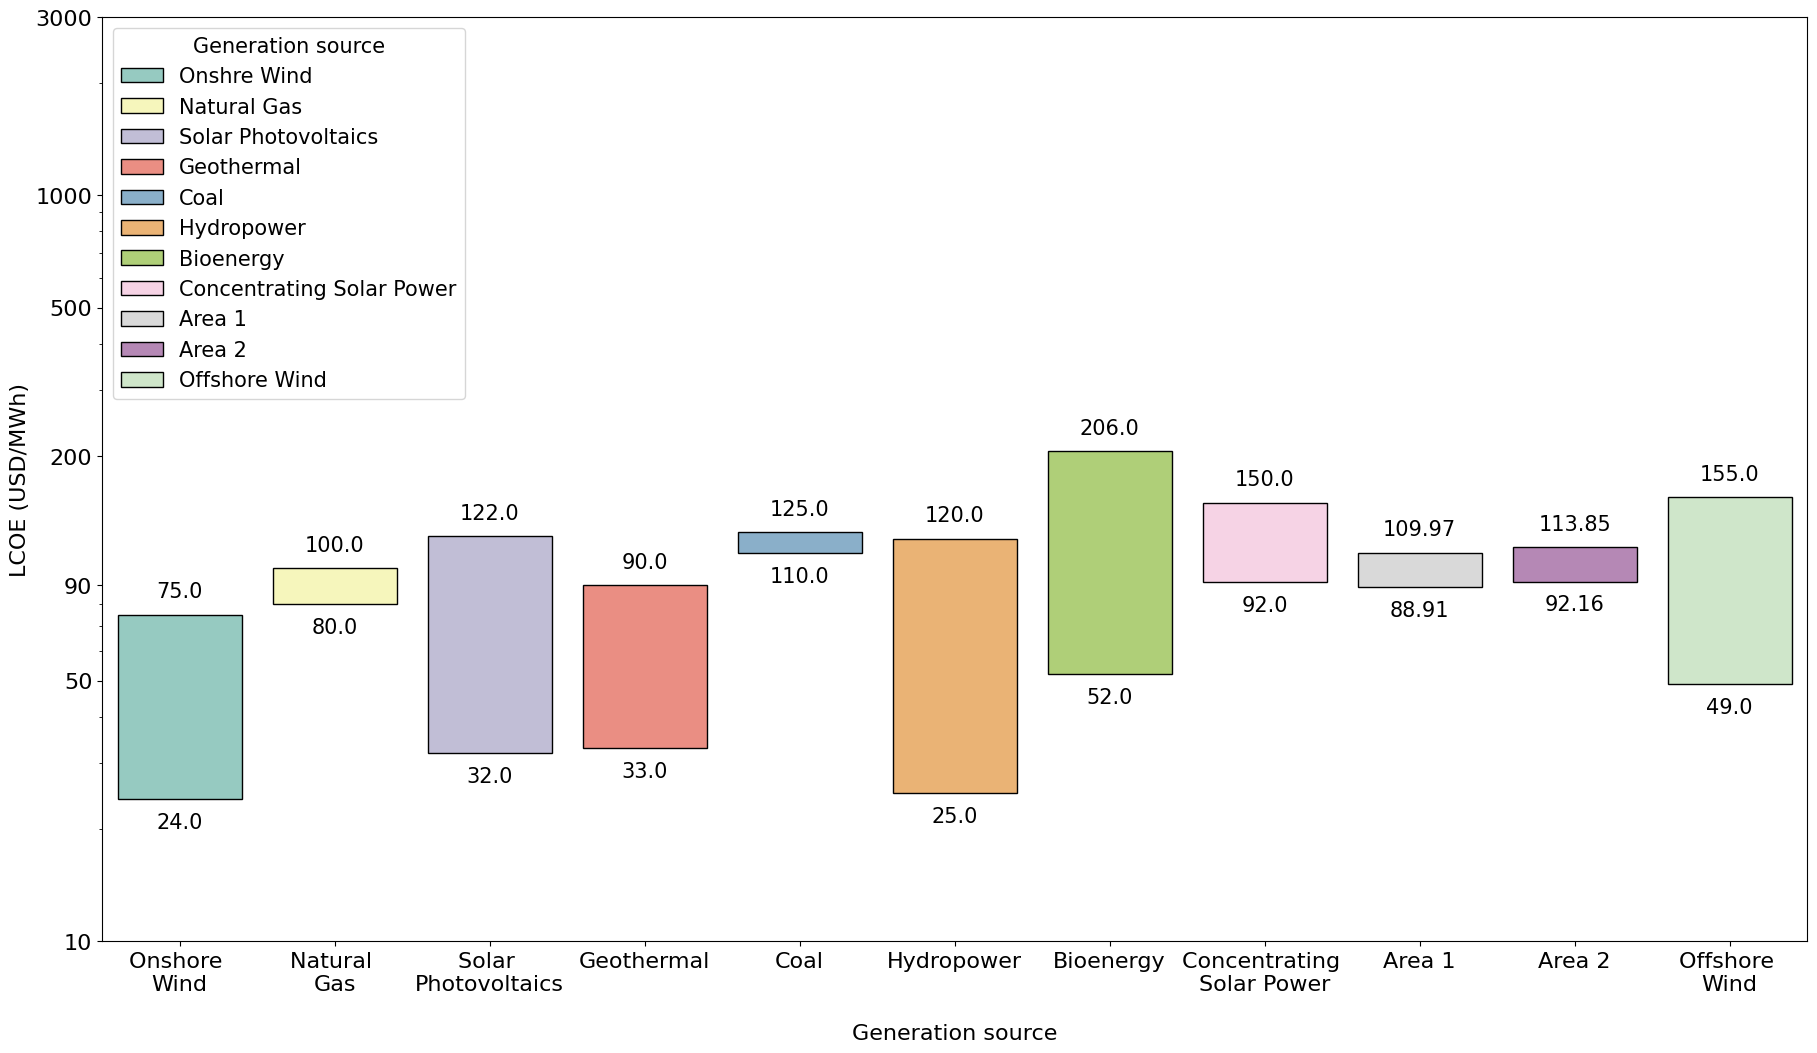 3000
1000
500
200
90
50
10
LCOE (USD/MWh)
Generation source
Onshre Wind
Natural Gas
Solar Photovoltaics
Geothermal
Coal
Hydropower
Bioenergy
Concentrating Solar Power
Area 1
Area 2
Offshore Wind
75.0
24.0
100.0
80.0
122.0
32.0
90.0
33.0
125.0
110.0
120.0
25.0
206.0
52.0
150.0
92.0
109.97
88.91
113.85
92.16
155.0
49.0
Onshore
Wind
Natural
Gas
Solar
Photovoltaics
Geothermal
Coal
Hydropower
Bioenergy
Concentrating
Solar Power
Area 1
Area 2
Offshore
Wind
Generation source